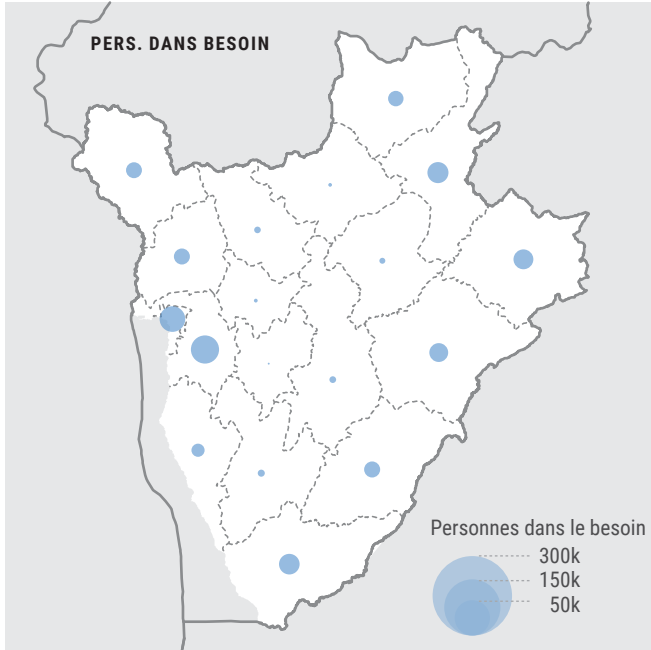 PERS. DANS BESOIN
Personnes dans le besoin
300k
150k
50k